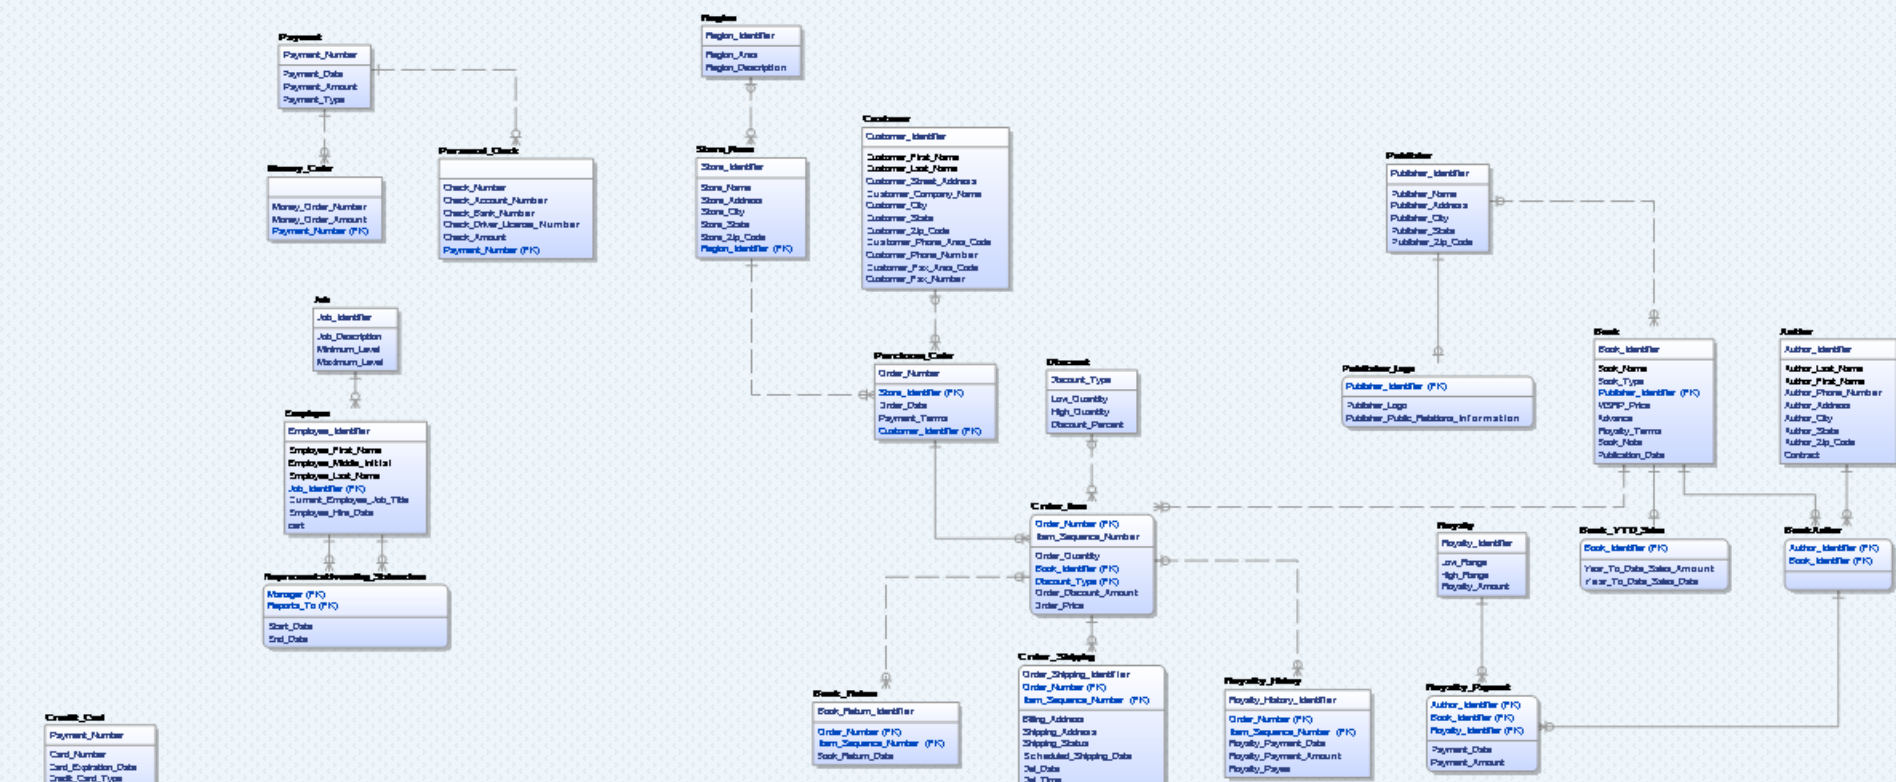 Payment
Payment_Number
Payment_Date
Payment_Amount
Payment_Type
Money_Order
Money_Order_Number
Money_Order_Amount
Payment_Number (FK)
Personal_Check
Check_Number
Check_Account_Number
Check_Bank_Number
Check_Driver_License_Number
Check_Amount
Payment_Number (FK)
Job
Job_Identifier
Job_Description
Minimum_Level
Maximum_Level
Employee
Employee_Identifier
Employee_First_Name
Employee_Middle_Initial
Employee_Last_Name
Job_Identifier (FK)
Current_Employee_Job_Title
Employee_Hire_Date
cert
Manager (FK)
Reports_To (FK)
Start_Date
End_Date
Credit_Card
Payment_Number
Card_Number
Card_Expiration_Date
Credit_Card_Type
Region
Region_Identifier
Region_Area
Region_Description
Store_Name
Store_Identifier
Store_Name
Store_Address
Store_City
Store_State
Store_Zip_Code
Region_Identifier (FK)
Customer
Customer_Identifier
Customer_First_Name
Customer_Last_Name
Customer_Street_Address
Customer_Company_Name
Customer_City
Customer_State
Customer_Zip_Code
Customer_Phone_Area_Code
Customer_Phone_Number
Customer_Fax_Area_Code
Customer_Fax_Number
Purchase_Order
Order_Number
Store_Identifier (FK)
Order_Date
Payment_Terms
Customer_Identifier (FK)
Discount
Discount_Type
Low_Quantity
High_Quantity
Discount_Percent
Order_Item
Order_Number (FK)
Item_Sequence_Number
Order_Quantity
Book_Identifier (FK)
Discount_Type (FK)
Order_Discount_Amount
Order_Price
Book_Return
Book_Return_Identifier
Order_Number (FK)
Item_Sequence_Number (FK)
Book_Return_Date
Order_Shipping
Order_Shipping_Identifier
Order_Number (FK)
Item_Sequence_Number (FK)
Billing_Address
Shipping_Address
Shipping_Status
Scheduled_Shipping_Date
Del_Date
Del_Time
Royalty_History
Royalty_History_Identifier
Order_Number (FK)
Item_Sequence_Number (FK)
Royalty_Payment_Date
Royalty_Payment_Amount
Royalty_Payee
Publisher
Publisher_Identifier
Publisher_Name
Publisher_Address
Publisher_City
Publisher_State
Publisher_Zip_Code
Publisher_Logo
Publisher_Identifier (FK)
Publisher_Logo
Publisher_Public_Relations_Information
Book
Book_Identifier
Book_Name
Book_Type
Publisher_Identifier (FK)
MSRP_Price
Advance
Royalty_Terms
Book_Note
Publication_Date
Author
Author_Identifier
Author_Last_Name
Author_First_Name
Author_Phone_Number
Author_Address
Author_City
Author_State
Author_Zip_Code
Contract
Royalty
Royalty_Identifier
Low_Range
High_Range
Royalty_Amount
Book_YTD_Sales
Book_Identifier (FK)
Year_To_Date_Sales_Amount
Year_To_Date_Sales_Date
BookAuthor
Author_Identifier (FK)
Book_Identifier (FK)
Royalty_Payment
Author_Identifier (FK)
Book_Identifier (FK)
Royalty_Identifier (FK)
Payment_Date
Payment_Amount